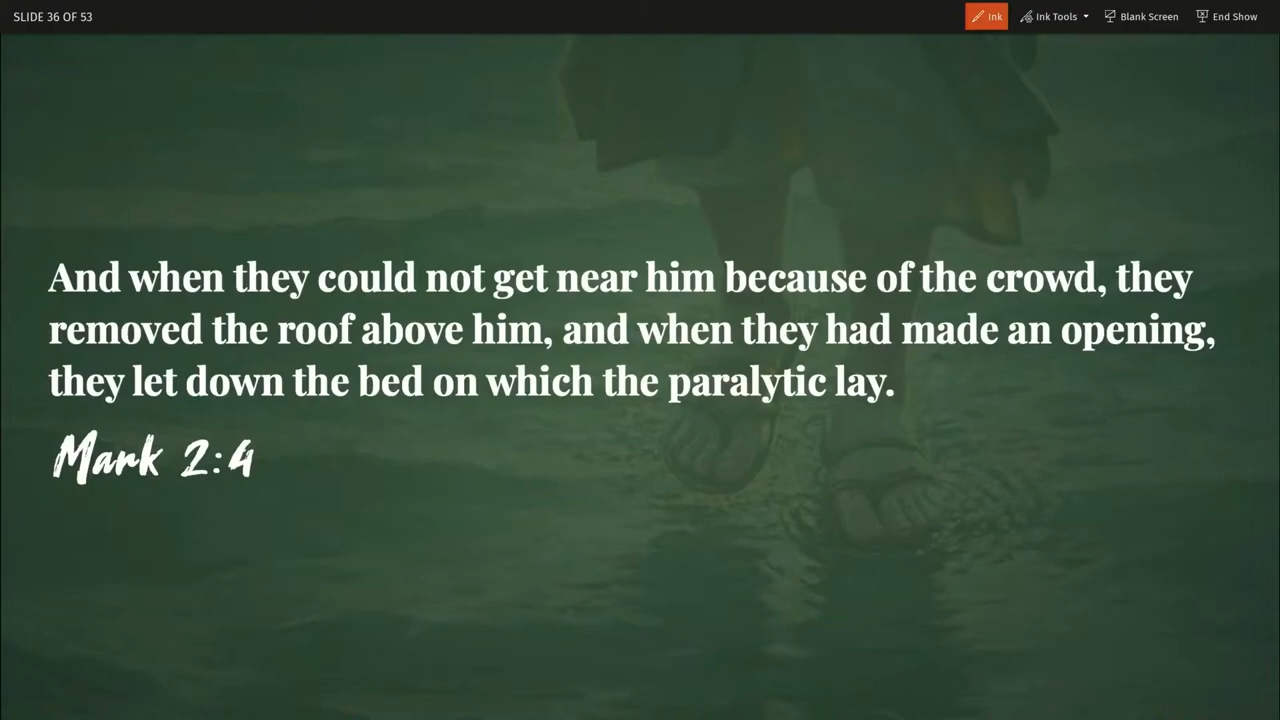 SLIDE 36 OF 53
Ink
Ink Tools
Blank Screen
End Show
And when they could not get near him because of the crowd, they
removed the roof above him, and when they had made an opening,
they let down the bed on which the paralytic lay.
Mark 2:4